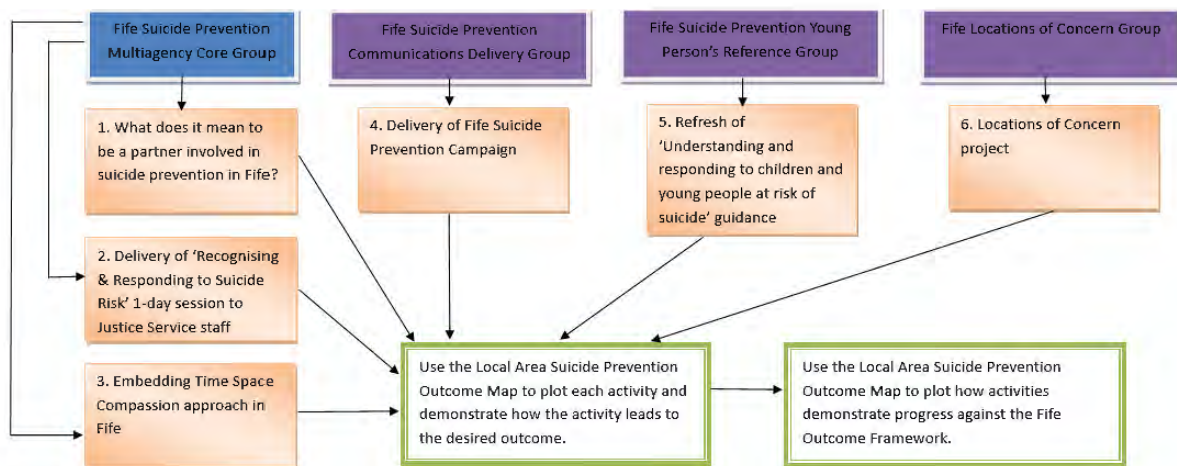 Fife Suicide Prevention
Multiagency Core Group
Fife Suicide Prevention
Communications Delivery Group
Fife Suicide Prevention Young
Person's Reference Group
Fife Locations of Concern Group
1. What does it mean to
be a partner involved in
suicide prevention in Fife?
4. Delivery of Fife Suicide
Prevention Campaign
5. Refresh of
‘Understanding and
responding to children and
young people at risk of
suicide’ guidance
6. Locations of Concern
project
2. Delivery of ‘Recognising
& Responding to Suicide
Risk’ 1-day session to
Justice Service staff
3. Embedding Time Space
Compassion approach in
Fife
Use the Local Area Suicide Prevention
Outcome Map to plot each activity and
demonstrate how the activity leads to
the desired outcome.
Use the Local Area Suicide Prevention
Outcome Map to plot how activities
demonstrate progress against the Fife
Outcome Framework.